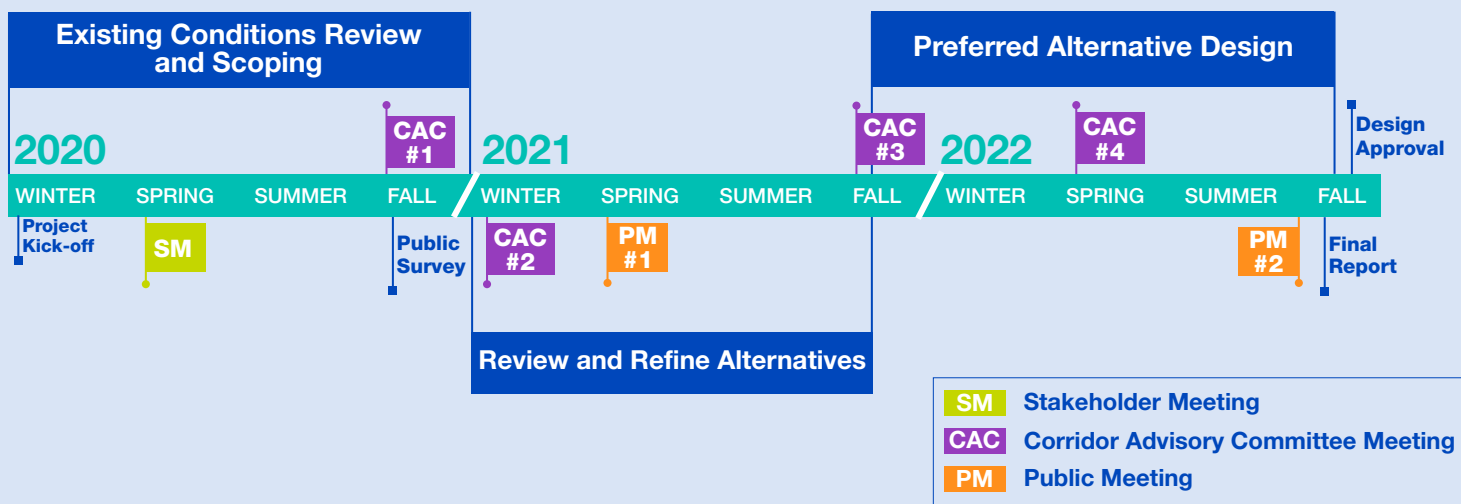 Existing Conditions Review
and Scoping
Preferred Alternative Design
2020
CAC
#1
2021
CAC
#3
2022
CAC
#4
Design
Approval
WINTER SPRING SUMMER FALL WINTER SPRING SUMMER FALL WINTER SPRING SUMMER FALL
Project
Kick-off
SM
Public
Survey
CAC
#2
PM
#1
PM
#2
Final
Report
Review and Refine Alternatives
SM Stakeholder Meeting
CAC Corridor Advisory Committee Meeting
PM Public Meeting